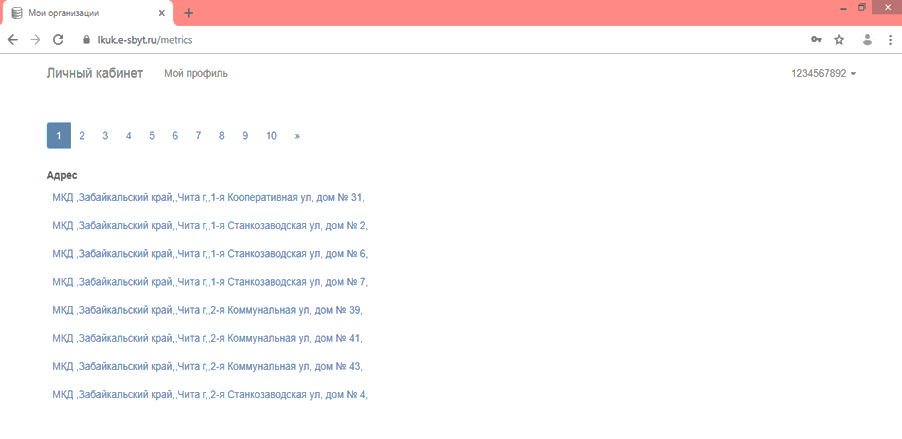 Мои организации
lkuk.e-sbyt.ru/metrics
Личный кабинет Мой профиль 1234567892
1 2 3 4 5 6 7 8 9 10 »
Адрес
МКД ,Забайкальский край,,Чита г,,1-я Кооперативная ул, дом № 31,
МКД ,Забайкальский край,,Чита г,,1-я Станкозаводская ул, дом № 2,
МКД ,Забайкальский край,,Чита г,,1-я Станкозаводская ул, дом № 6,
МКД ,Забайкальский край,,Чита г,,1-я Станкозаводская ул, дом № 7,
МКД ,Забайкальский край,,Чита г,,2-я Коммунальная ул, дом № 39,
МКД ,Забайкальский край,,Чита г,,2-я Коммунальная ул, дом № 41,
МКД ,Забайкальский край,,Чита г,,2-я Коммунальная ул, дом № 43,
МКД ,Забайкальский край,,Чита г,,2-я Станкозаводская ул, дом № 4,